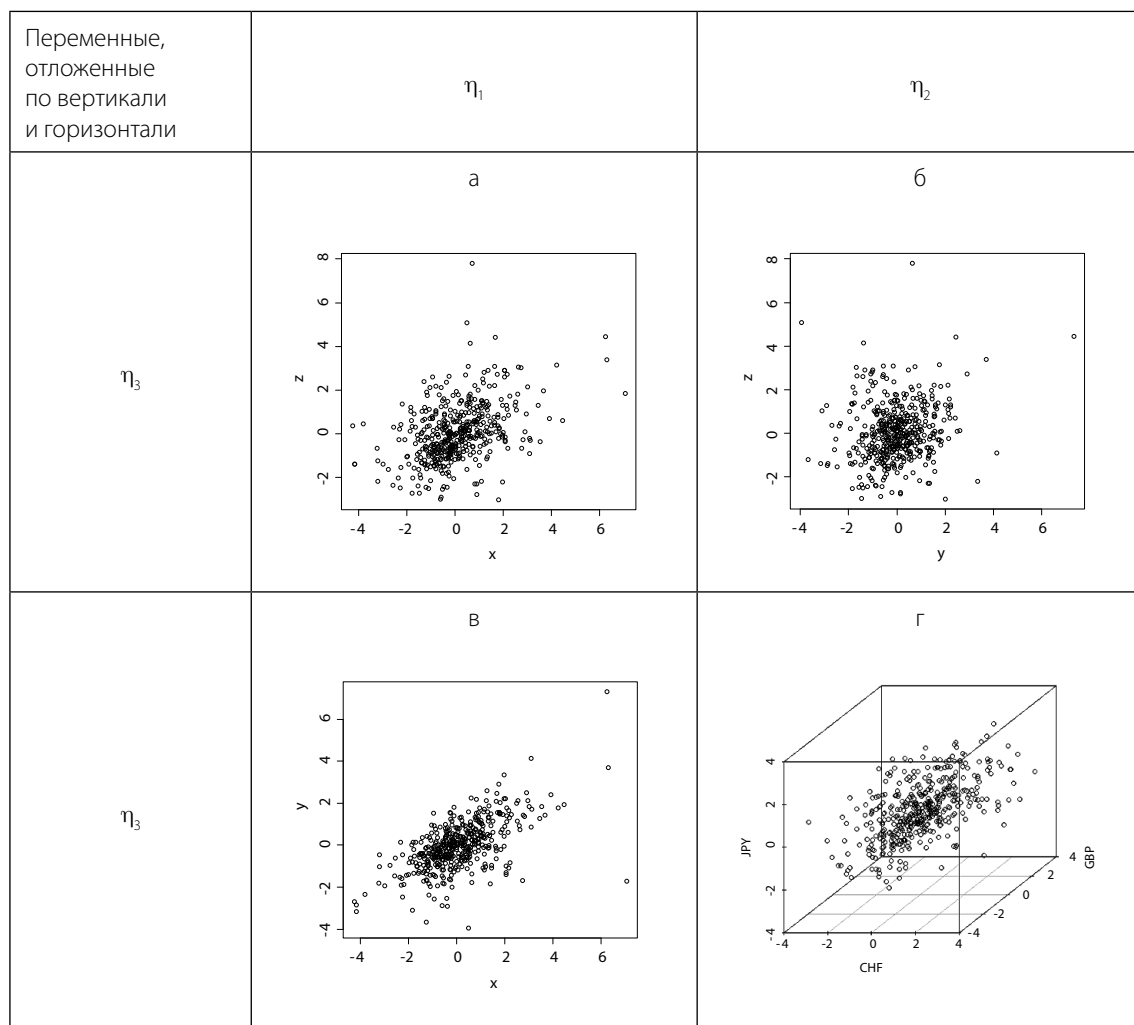 Переменные,
отложенные
по вертикали
и горизонтали
η₁
η₂
η₃
а
8
6
4
2
0
-2
z
-4 -2 0 2 4 6
x
б
8
6
4
2
0
-2
z
-4 -2 0 2 4 6
y
η₃
в
6
4
2
0
-2
-4
y
-4 -2 0 2 4 6
x
г
4
2
0
-2
-4
JPY
-4 -2 0 2 4
CHF
-4
-2
0
2
4
GBP